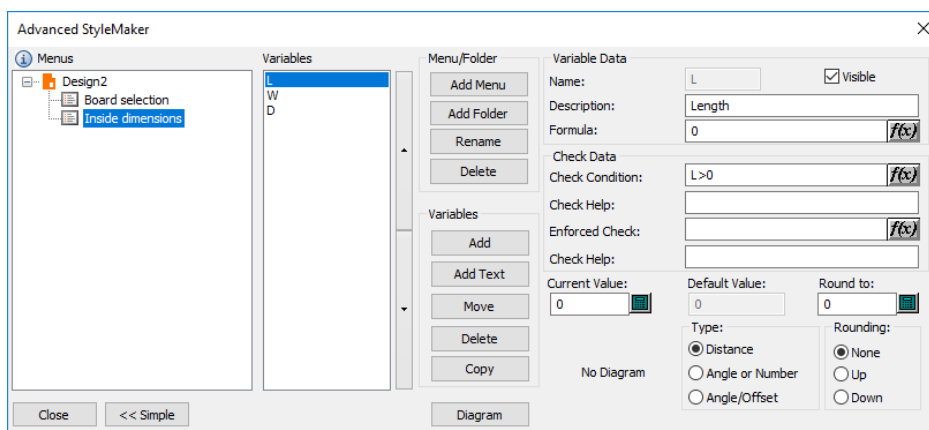 Advanced StyleMaker
Menus
Design2
Board selection
Inside dimensions
Variables
L
W
D
Menu/Folder
Add Menu
Add Folder
Rename
Delete
Variables
Add
Add Text
Move
Delete
Copy
Variable Data
Name: L Visible
Description: Length
Formula: 0 f(x)
Check Data
Check Condition: L>0 f(x)
Check Help:
Enforced Check: f(x)
Check Help:
Current Value: Default Value: Round to:
0 0 0
Type: Rounding:
Distance None
No Diagram Angle or Number Up
Angle/Offset Down
Close << Simple Diagram